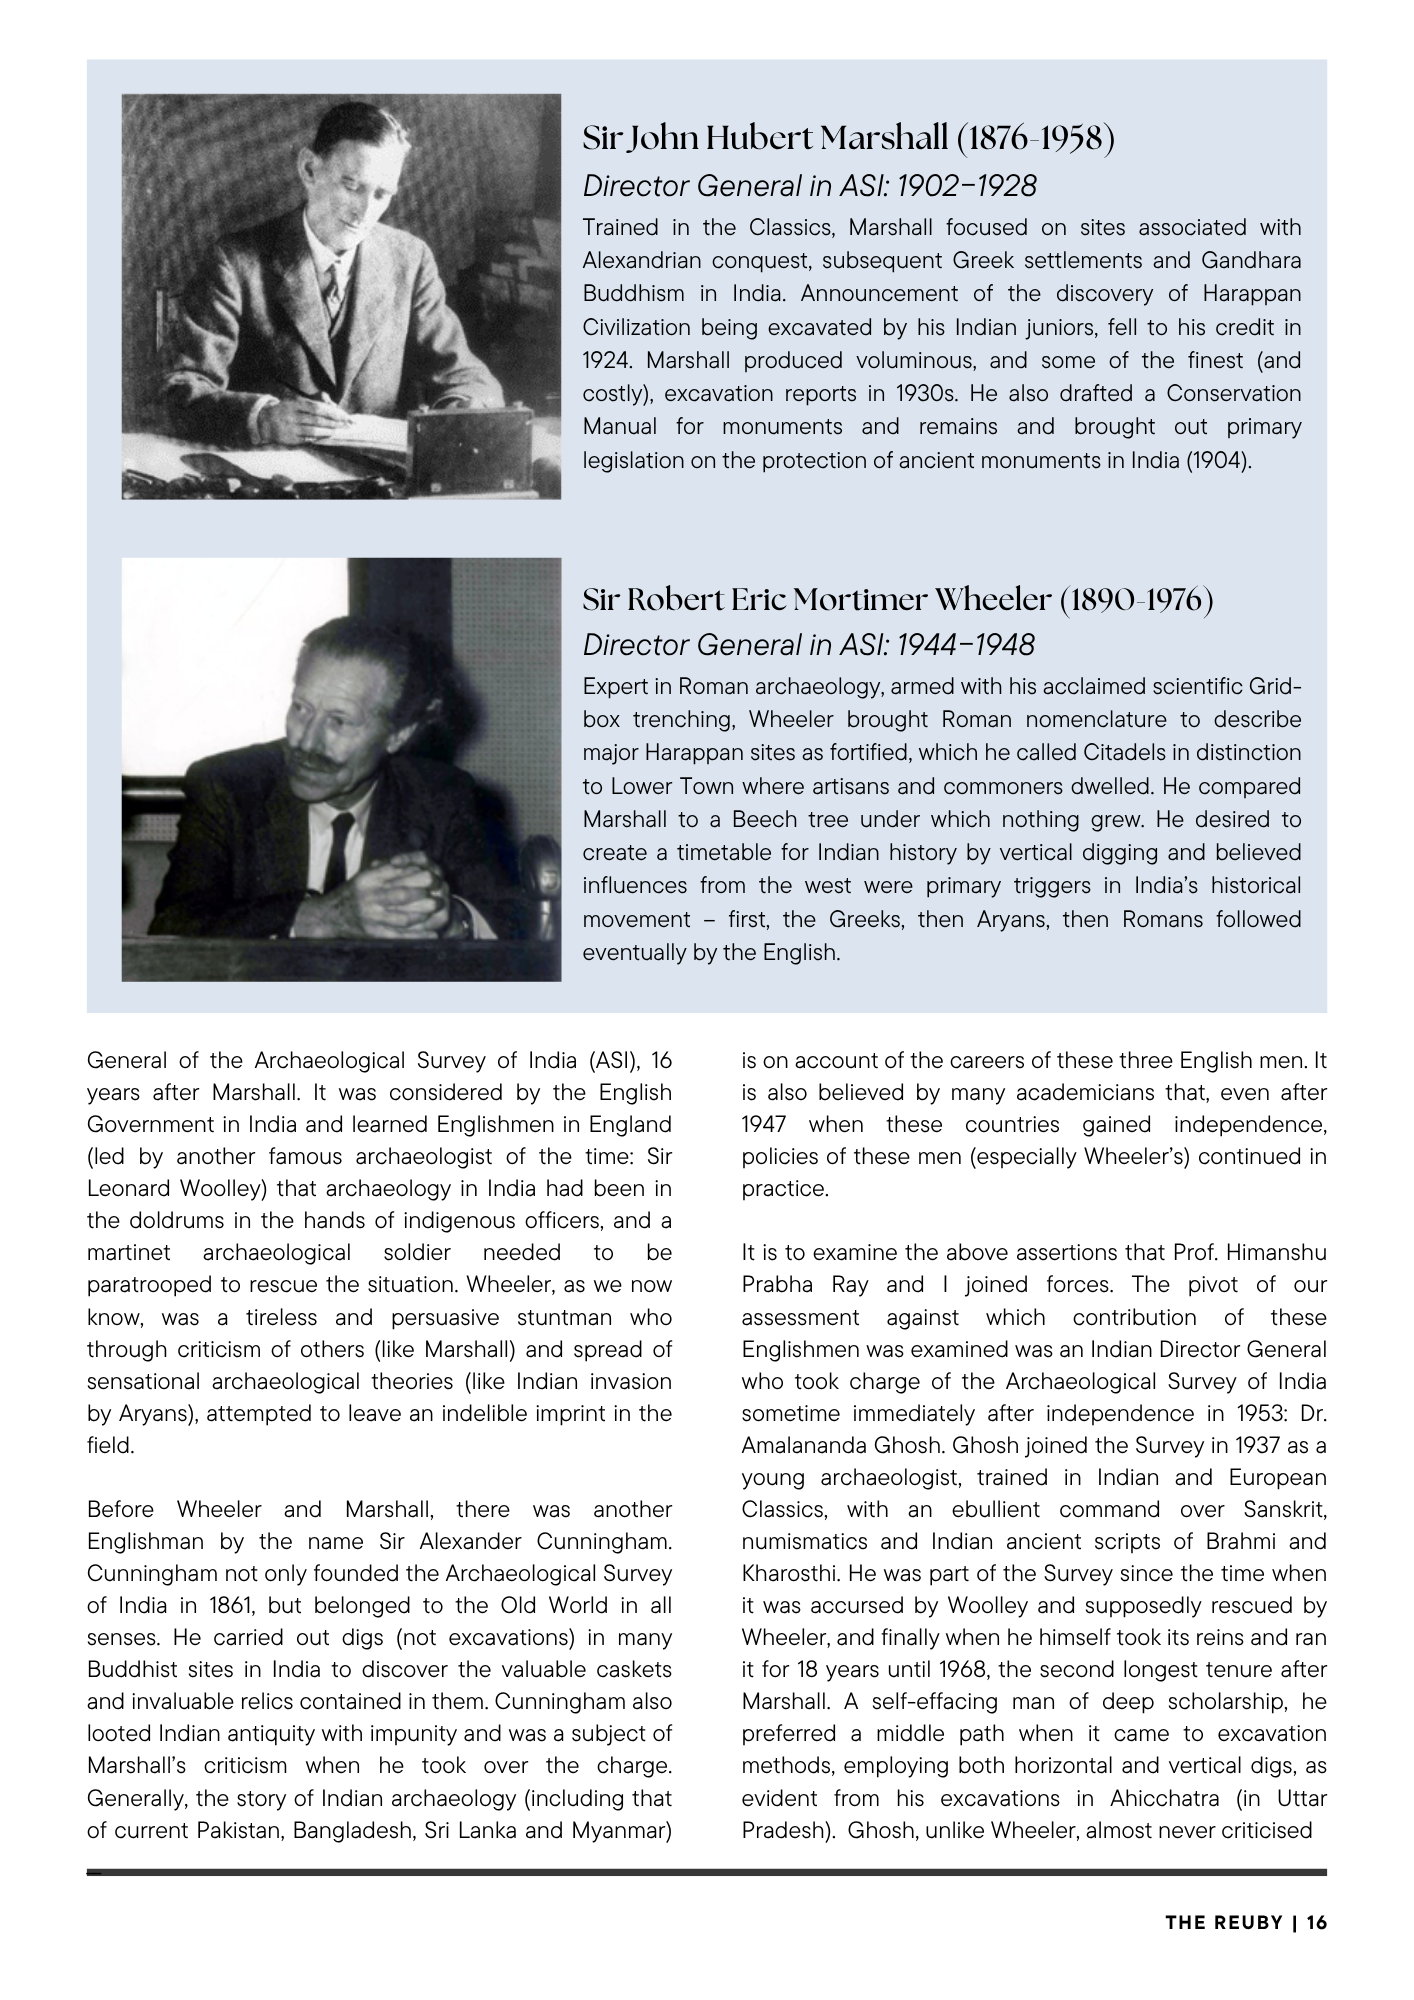 Sir John Hubert Marshall (1876-1958)
Director General in ASI: 1902–1928
Trained in the Classics, Marshall focused on sites associated with
Alexandrian conquest, subsequent Greek settlements and Gandhara
Buddhism in India. Announcement of the discovery of Harappan
Civilization being excavated by his Indian juniors, fell to his credit in
1924. Marshall produced voluminous, and some of the finest (and
costly), excavation reports in 1930s. He also drafted a Conservation
Manual for monuments and remains and brought out primary
legislation on the protection of ancient monuments in India (1904).
Sir Robert Eric Mortimer Wheeler (1890-1976)
Director General in ASI: 1944–1948
Expert in Roman archaeology, armed with his acclaimed scientific Grid-
box trenching, Wheeler brought Roman nomenclature to describe
major Harappan sites as fortified, which he called Citadels in distinction
to Lower Town where artisans and commoners dwelled. He compared
Marshall to a Beech tree under which nothing grew. He desired to
create a timetable for Indian history by vertical digging and believed
influences from the west were primary triggers in India's historical
movement – first, the Greeks, then Aryans, then Romans followed
eventually by the English.
General of the Archaeological Survey of India (ASI), 16
years after Marshall. It was considered by the English
Government in India and learned Englishmen in England
(led by another famous archaeologist of the time: Sir
Leonard Woolley) that archaeology in India had been in
the doldrums in the hands of indigenous officers, and a
martinet archaeological soldier needed to be
paratrooped to rescue the situation. Wheeler, as we now
know, was a tireless and persuasive stuntman who
through criticism of others (like Marshall) and spread of
sensational archaeological theories (like Indian invasion
by Aryans), attempted to leave an indelible imprint in the
field.
Before Wheeler and Marshall, there was another
Englishman by the name Sir Alexander Cunningham.
Cunningham not only founded the Archaeological Survey
of India in 1861, but belonged to the Old World in all
senses. He carried out digs (not excavations) in many
Buddhist sites in India to discover the valuable caskets
and invaluable relics contained in them. Cunningham also
looted Indian antiquity with impunity and was a subject of
Marshall's criticism when he took over the charge.
Generally, the story of Indian archaeology (including that
of current Pakistan, Bangladesh, Sri Lanka and Myanmar)
is on account of the careers of these three English men. It
is also believed by many academicians that, even after
1947 when these countries gained independence,
policies of these men (especially Wheeler's) continued in
practice.
It is to examine the above assertions that Prof. Himanshu
Prabha Ray and I joined forces. The pivot of our
assessment against which contribution of these
Englishmen was examined was an Indian Director General
who took charge of the Archaeological Survey of India
sometime immediately after independence in 1953: Dr.
Amalananda Ghosh. Ghosh joined the Survey in 1937 as a
young archaeologist, trained in Indian and European
Classics, with an ebullient command over Sanskrit,
numismatics and Indian ancient scripts of Brahmi and
Kharosthi. He was part of the Survey since the time when
it was accursed by Woolley and supposedly rescued by
Wheeler, and finally when he himself took its reins and ran
it for 18 years until 1968, the second longest tenure after
Marshall. A self-effacing man of deep scholarship, he
preferred a middle path when it came to excavation
methods, employing both horizontal and vertical digs, as
evident from his excavations in Ahicchatra (in Uttar
Pradesh). Ghosh, unlike Wheeler, almost never criticised
THE REUBY | 16